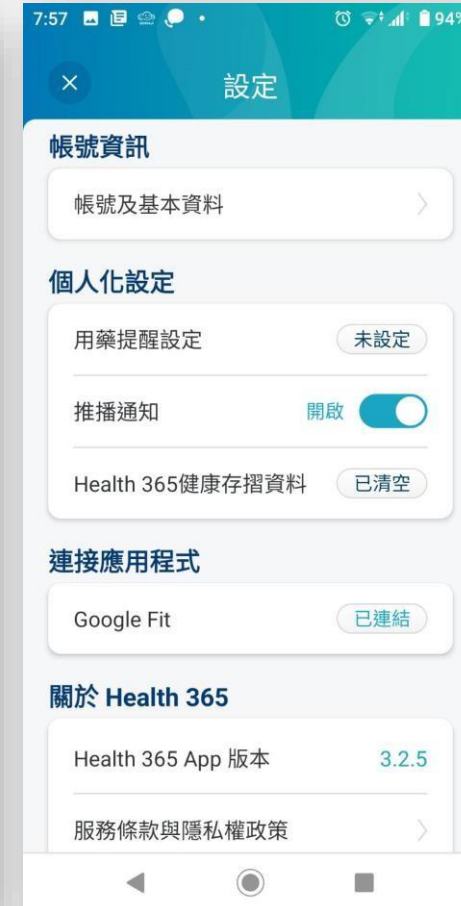 7:57 94%
設定
帳號資訊
帳號及基本資料
個人化設定
用藥提醒設定 未設定
推播通知 開啟
Health 365健康存摺資料 已清空
連接應用程式
Google Fit 已連結
關於 Health 365
Health 365 App 版本 3.2.5
服務條款與隱私權政策